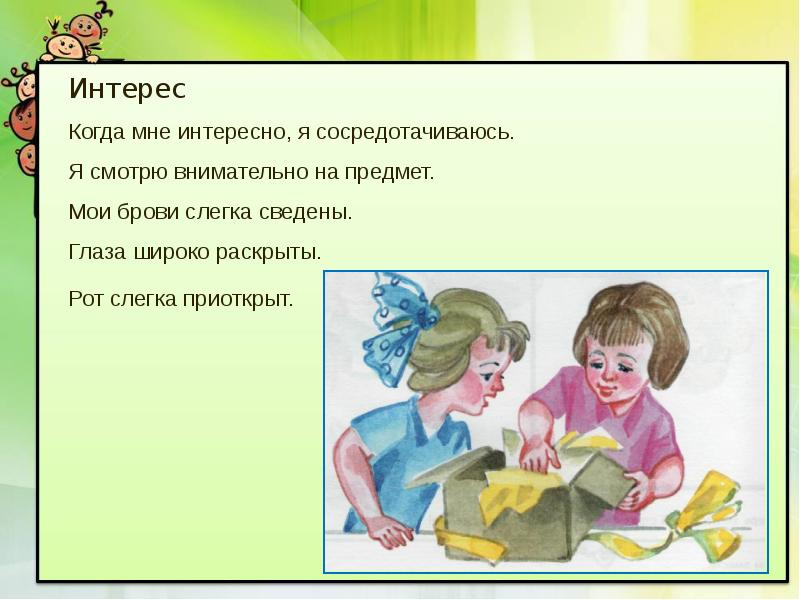 Интерес
Когда мне интересно, я сосредотачиваюсь.
Я смотрю внимательно на предмет.
Мои брови слегка сведены.
Глаза широко раскрыты.
Рот слегка приоткрыт.